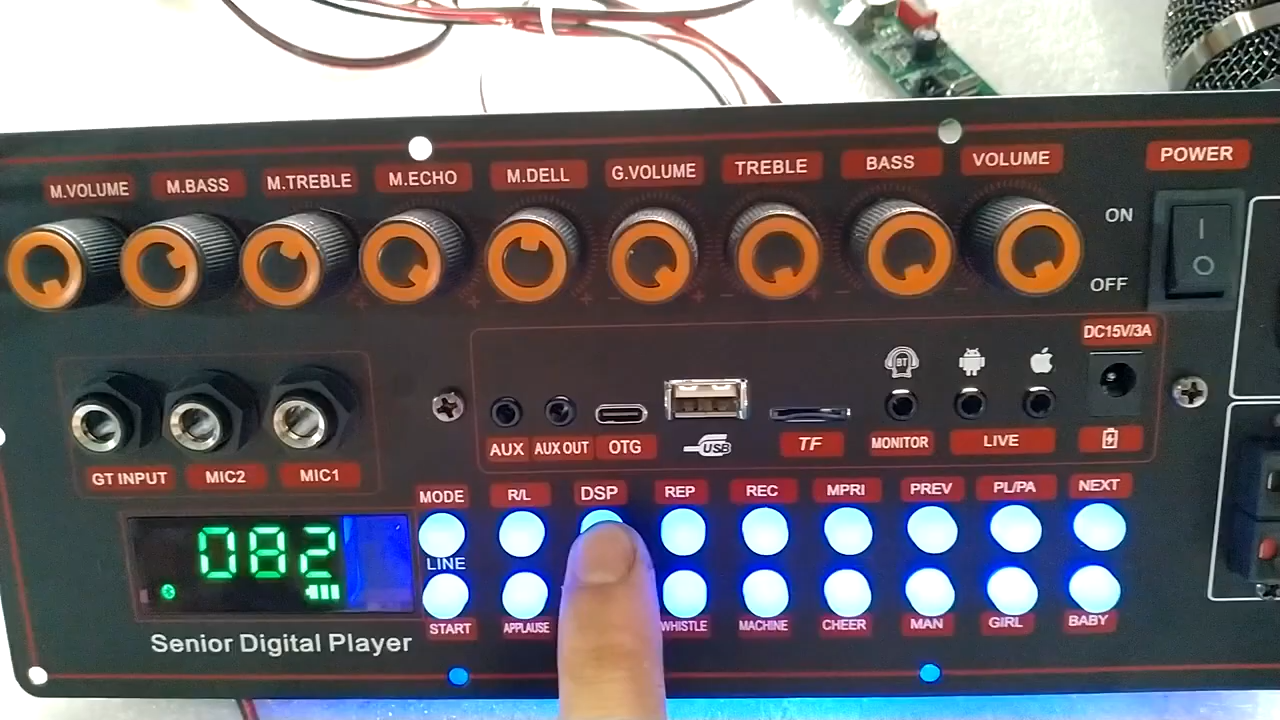 M.VOLUME M.BASS M.TREBLE M.ECHO M.DELL G.VOLUME TREBLE BASS VOLUME POWER
ON
OFF
DC15V/3A
BT
AUX AUX OUT OTG USB TF MONITOR LIVE
GT INPUT MIC2 MIC1
MODE R/L DSP REP REC MPRI PREV PL/PA NEXT
082
LINE
START APPLAUSE WHISTLE MACHINE CHEER MAN GIRL BABY
Senior Digital Player